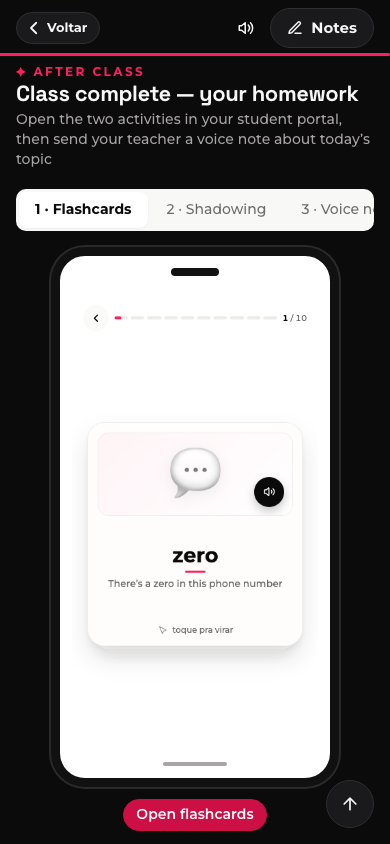 Voltar
Notes
AFTER CLASS
Class complete — your homework
Open the two activities in your student portal,
then send your teacher a voice note about today's
topic
1 · Flashcards
2 · Shadowing
3 · Voice n
1 / 10
zero
There's a zero in this phone number
toque pra virar
Open flashcards